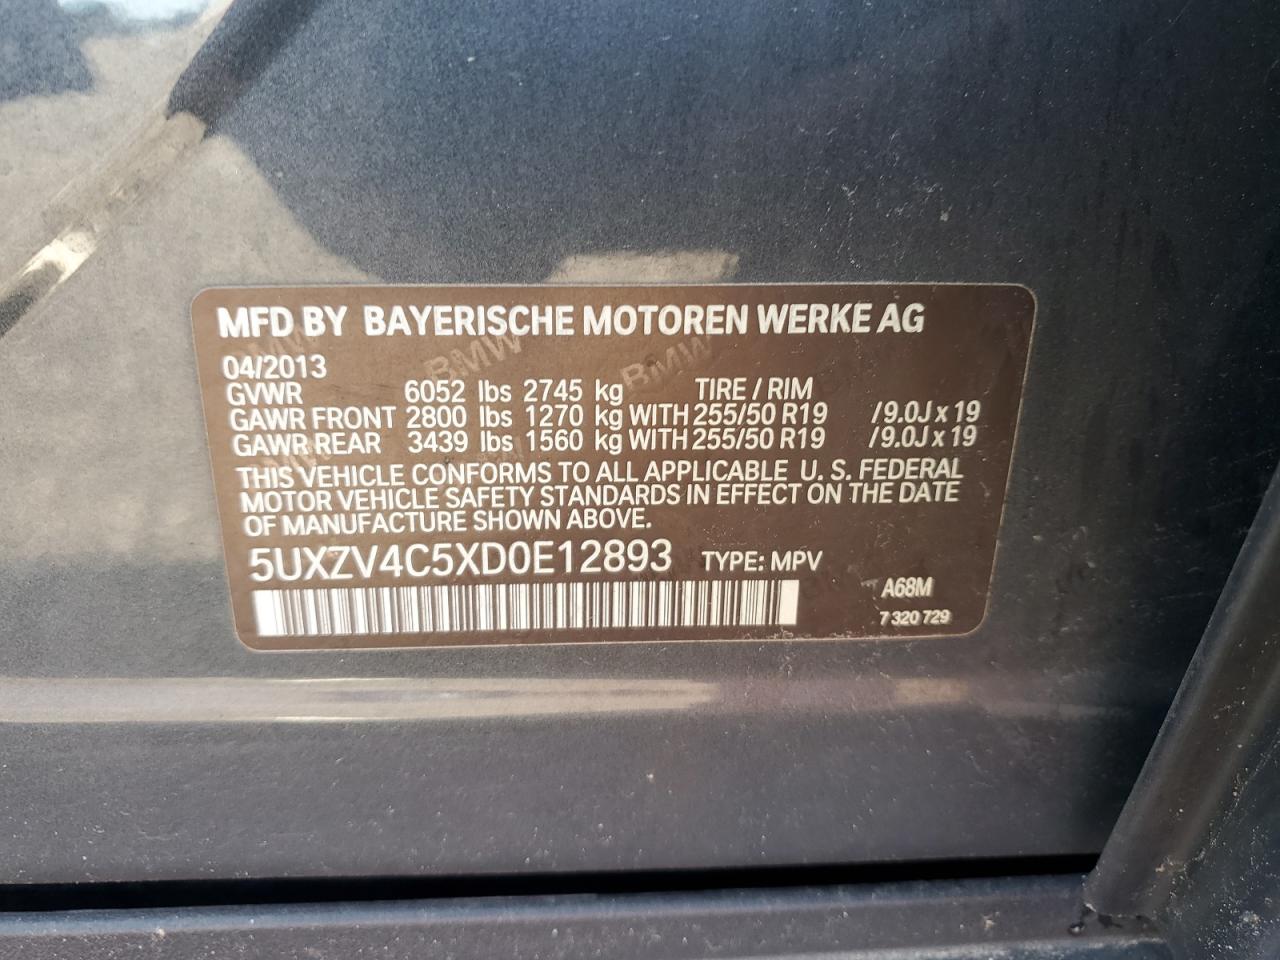 MFD BY BAYERISCHE MOTOREN WERKE AG
04/2013
GVWR 6052 lbs 2745 kg TIRE / RIM
GAWR FRONT 2800 lbs 1270 kg WITH 255/50 R19 /9.0J x 19
GAWR REAR 3439 lbs 1560 kg WITH 255/50 R19 /9.0J x 19
THIS VEHICLE CONFORMS TO ALL APPLICABLE U. S. FEDERAL
MOTOR VEHICLE SAFETY STANDARDS IN EFFECT ON THE DATE
OF MANUFACTURE SHOWN ABOVE.
5UXZV4C5XD0E12893 TYPE: MPV
A68M
7 320 729
BMW
BMW
BMW